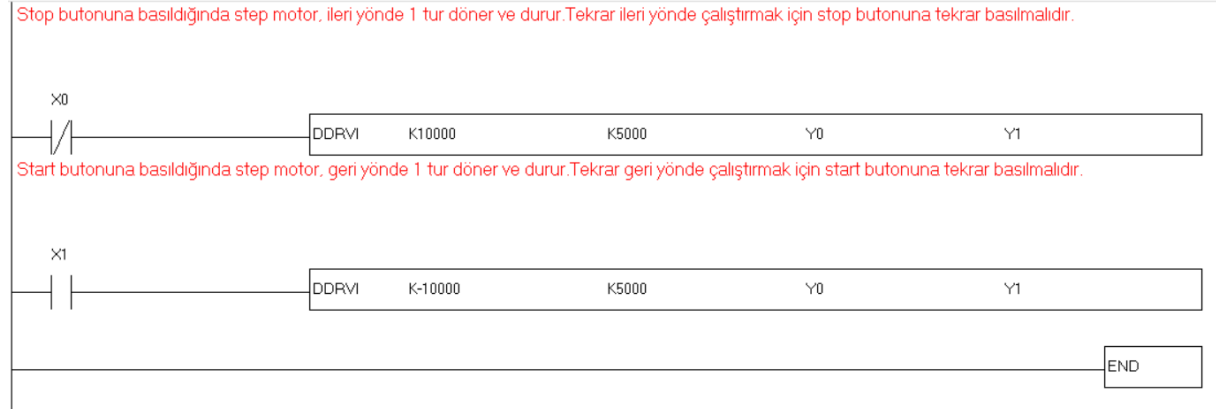 Stop butonuna basıldığında step motor, ileri yönde 1 tur döner ve durur.Tekrar ileri yönde çalıştırmak için stop butonuna tekrar basılmalıdır.
X0
DDRVI K10000 K5000 Y0 Y1
Start butonuna basıldığında step motor, geri yönde 1 tur döner ve durur.Tekrar geri yönde çalıştırmak için start butonuna tekrar basılmalıdır.
X1
DDRVI K-10000 K5000 Y0 Y1
END